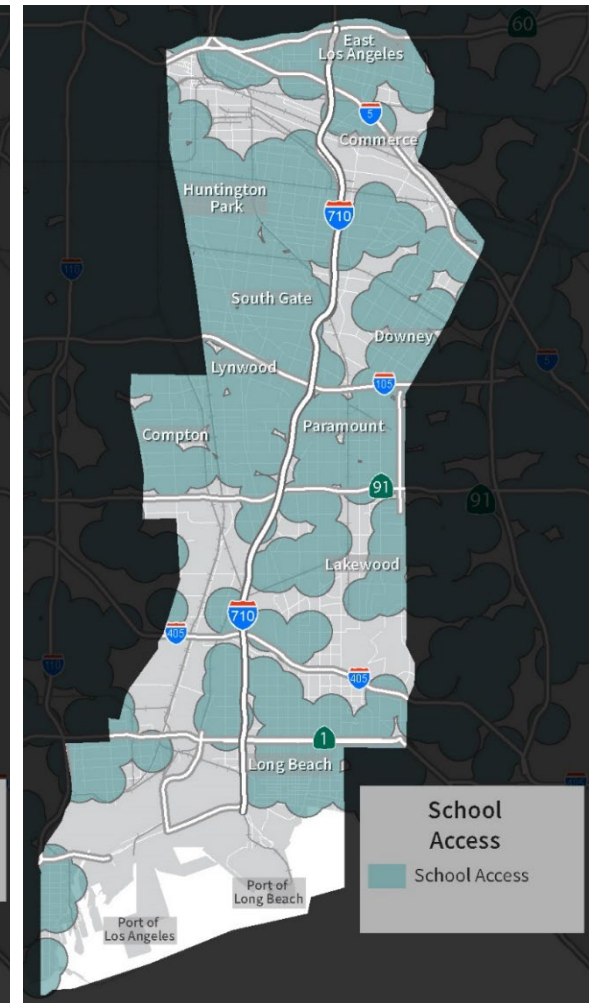 60
East
Los Angeles
5
Commerce
Huntington
Park
710
110
South Gate
Downey
5
Lynwood
105
Compton
Paramount
91
91
Lakewood
710
405
405
110
1
Long Beach
405
School
Access
School Access
Port of
Long Beach
Port of
Los Angeles